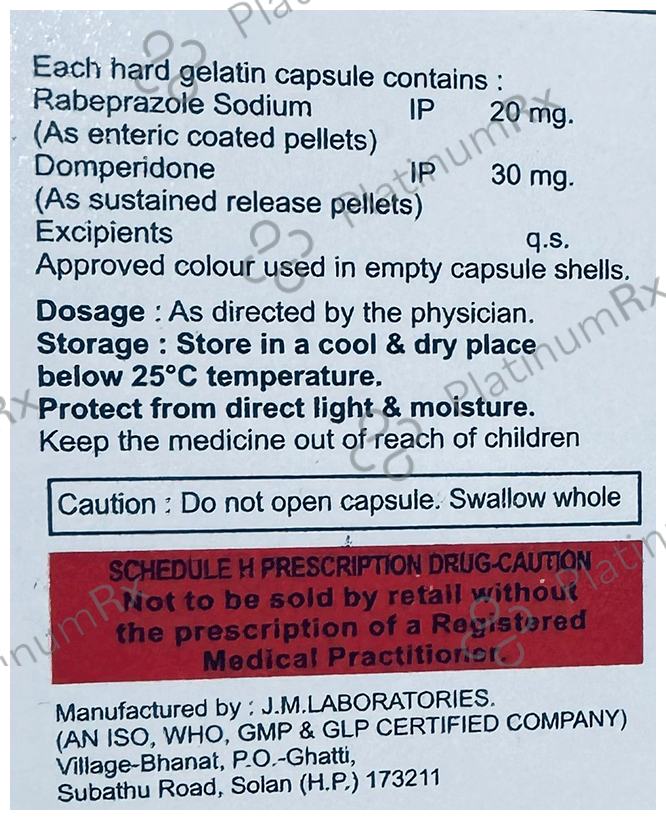 Each hard gelatin capsule contains :
Rabeprazole Sodium IP 20 mg.
(As enteric coated pellets)
Domperidone IP 30 mg.
(As sustained release pellets)
Excipients q.s.
Approved colour used in empty capsule shells.
Dosage : As directed by the physician.
Storage : Store in a cool & dry place
below 25°C temperature.
Protect from direct light & moisture.
Keep the medicine out of reach of children
Caution : Do not open capsule. Swallow whole
SCHEDULE H PRESCRIPTION DRUG-CAUTION
Not to be sold by retail without
the prescription of a Registered
Medical Practitioner
Manufactured by : J.M.LABORATORIES.
(AN ISO, WHO, GMP & GLP CERTIFIED COMPANY)
Village-Bhanat, P.O.-Ghatti,
Subathu Road, Solan (H.P.) 173211
PlatinumRx
PlatinumRx